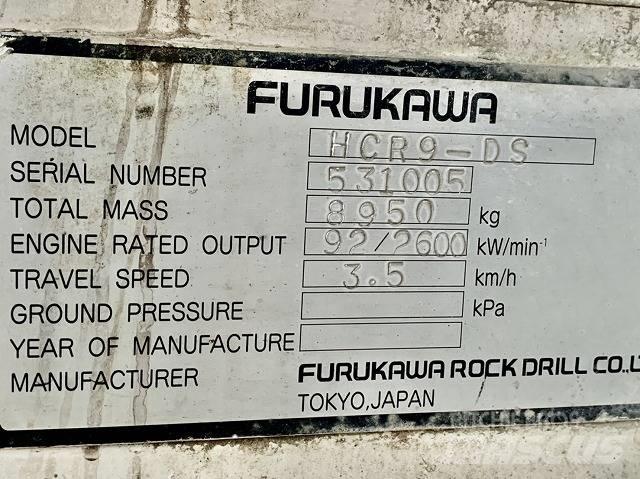 FURUKAWA
MODEL HCR9-DS
SERIAL NUMBER 531005
TOTAL MASS 8950 kg
ENGINE RATED OUTPUT 92/2600 kW/min⁻¹
TRAVEL SPEED 3.5 km/h
GROUND PRESSURE kPa
YEAR OF MANUFACTURE
MANUFACTURER FURUKAWA ROCK DRILL CO.,L
TOKYO,JAPAN